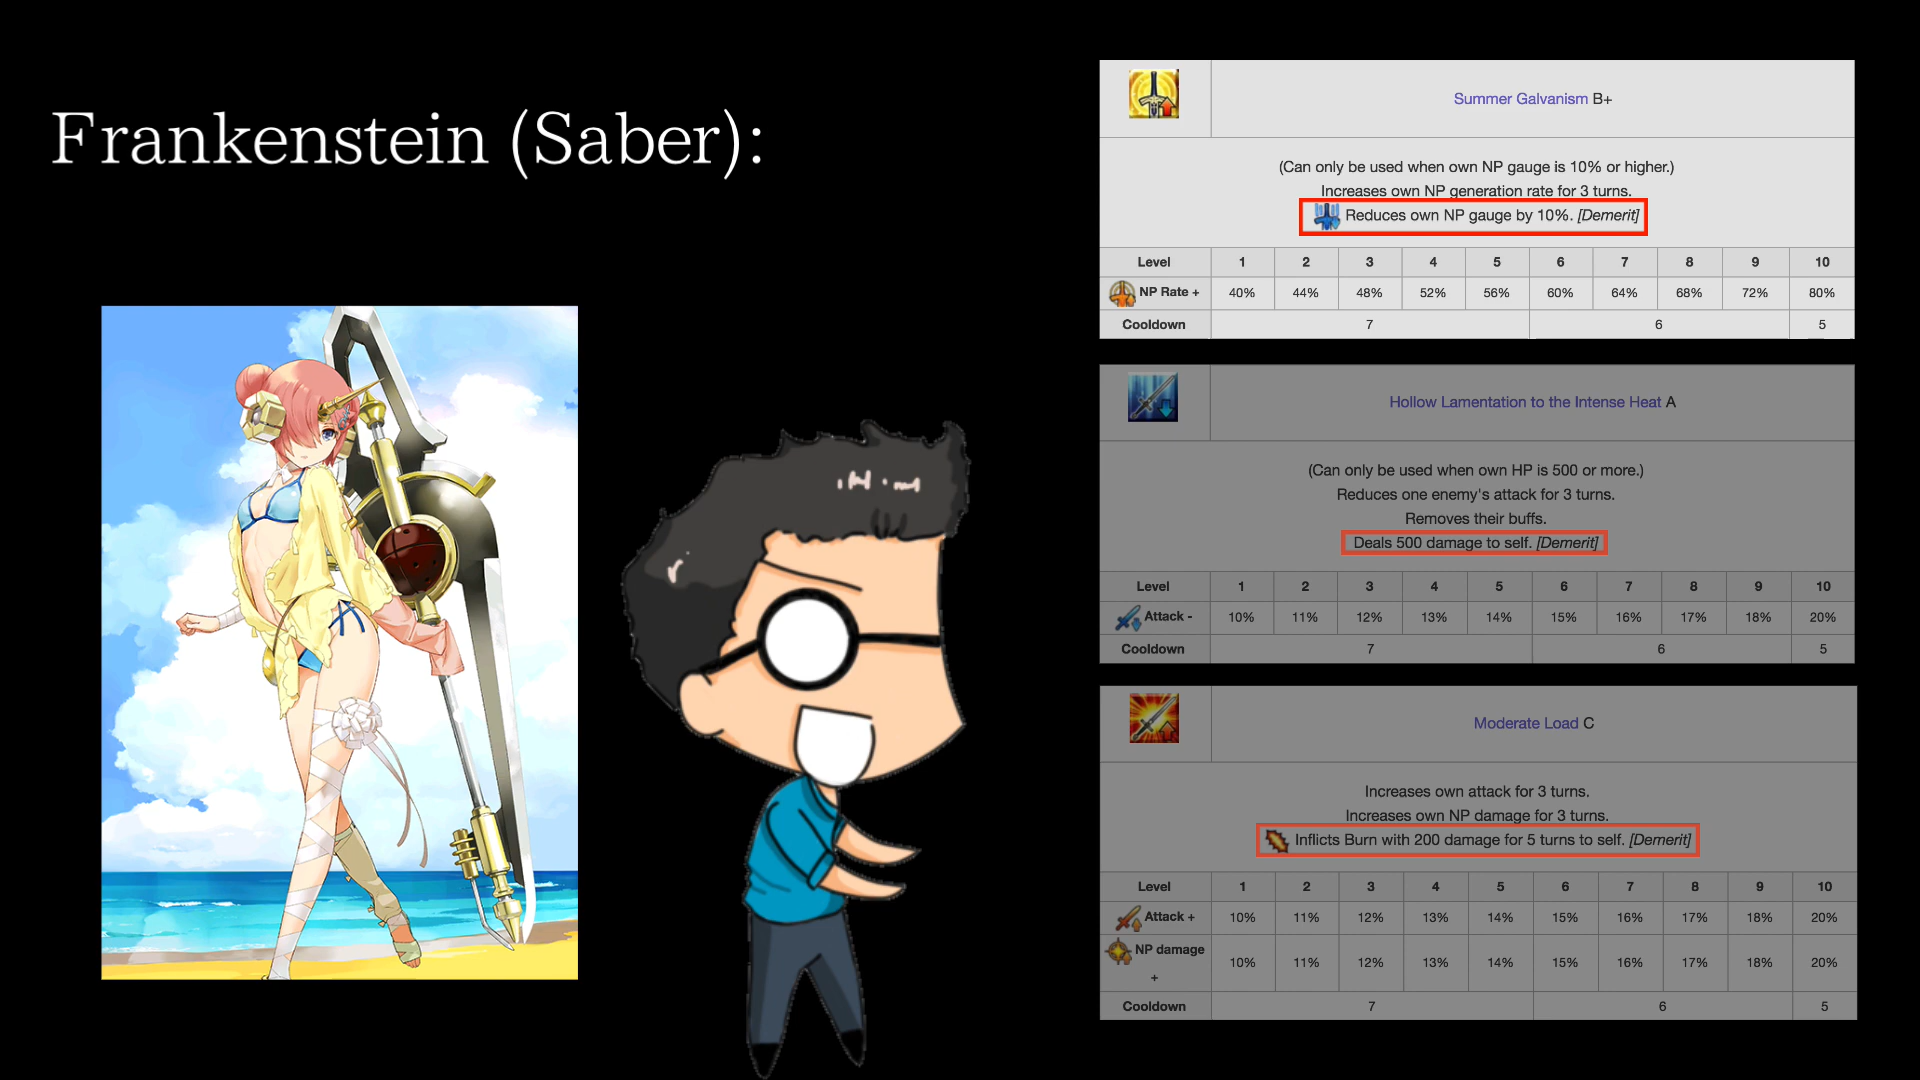 Frankenstein (Saber):
Summer Galvanism B+
(Can only be used when own NP gauge is 10% or higher.)
Increases own NP generation rate for 3 turns.
Reduces own NP gauge by 10%. [Demerit]
Level 1 2 3 4 5 6 7 8 9 10
NP Rate + 40% 44% 48% 52% 56% 60% 64% 68% 72% 80%
Cooldown 7 6 5
Hollow Lamentation to the Intense Heat A
(Can only be used when own HP is 500 or more.)
Reduces one enemy's attack for 3 turns.
Removes their buffs.
Deals 500 damage to self. [Demerit]
Level 1 2 3 4 5 6 7 8 9 10
Attack - 10% 11% 12% 13% 14% 15% 16% 17% 18% 20%
Cooldown 7 6 5
Moderate Load C
Increases own attack for 3 turns.
Increases own NP damage for 3 turns.
Inflicts Burn with 200 damage for 5 turns to self. [Demerit]
Level 1 2 3 4 5 6 7 8 9 10
Attack + 10% 11% 12% 13% 14% 15% 16% 17% 18% 20%
NP damage
+ 10% 11% 12% 13% 14% 15% 16% 17% 18% 20%
Cooldown 7 6 5